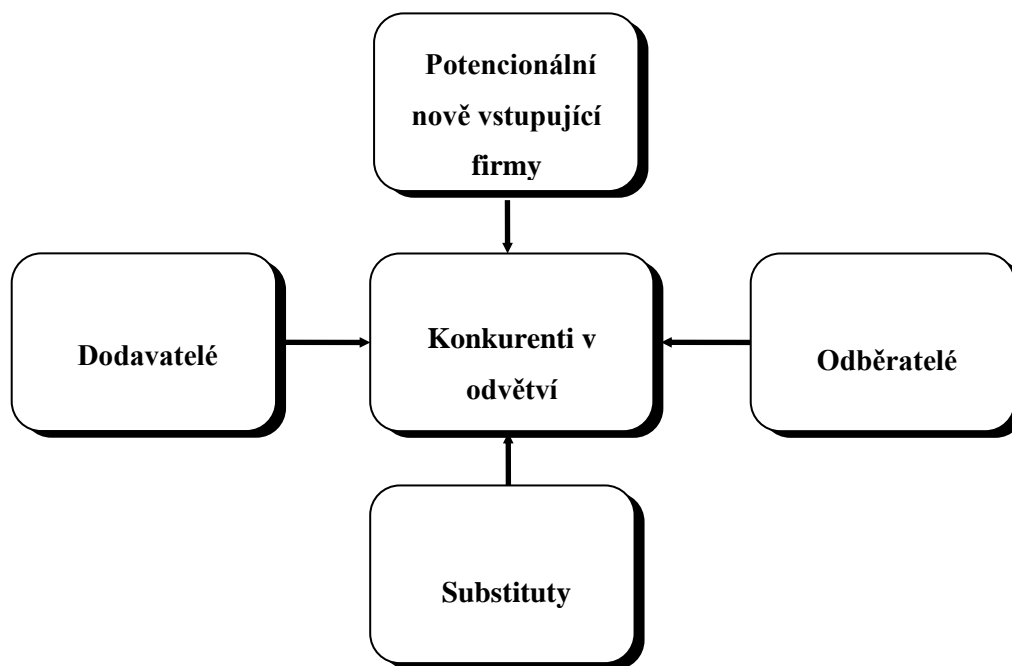 Potencionální
nově vstupující
firmy
Dodavatelé
Konkurenti v
odvětví
Odběratelé
Substituty